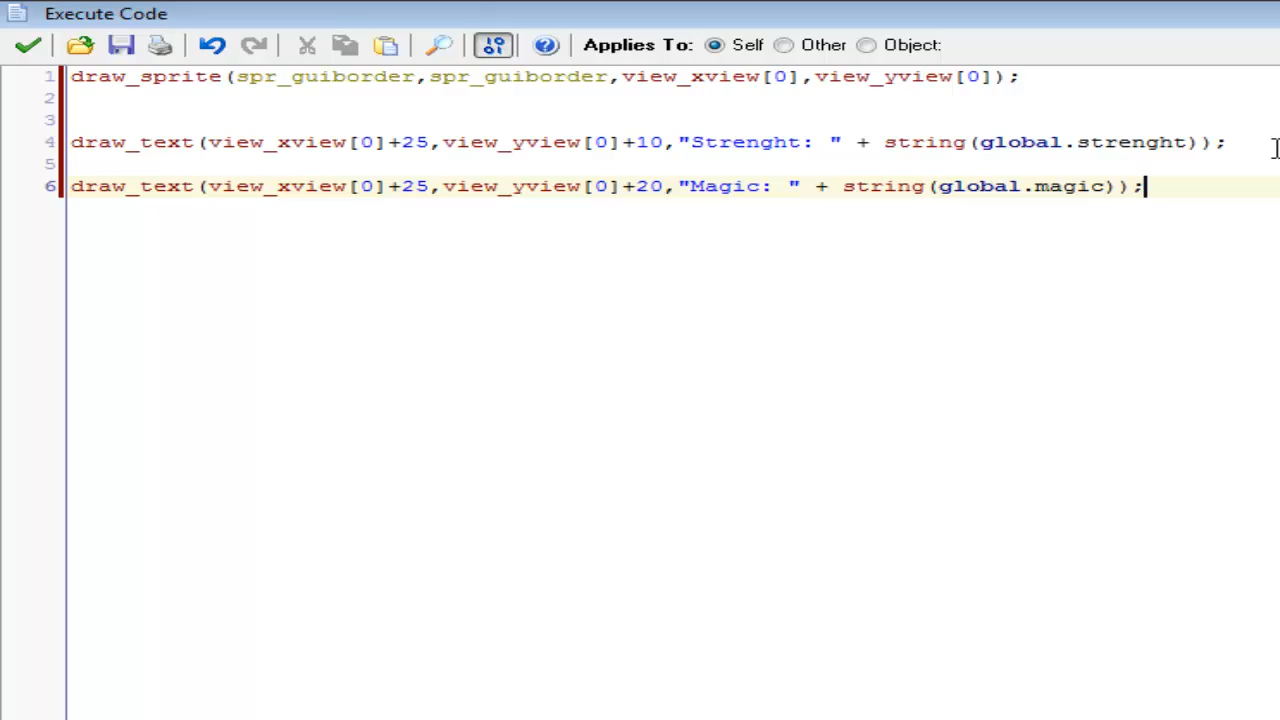 Execute Code
Applies To: Self Other Object:
1 draw_sprite(spr_guiborder,spr_guiborder,view_xview[0],view_yview[0]);
2
3
4 draw_text(view_xview[0]+25,view_yview[0]+10,"Strenght: " + string(global.strenght));
5
6 draw_text(view_xview[0]+25,view_yview[0]+20,"Magic: " + string(global.magic));